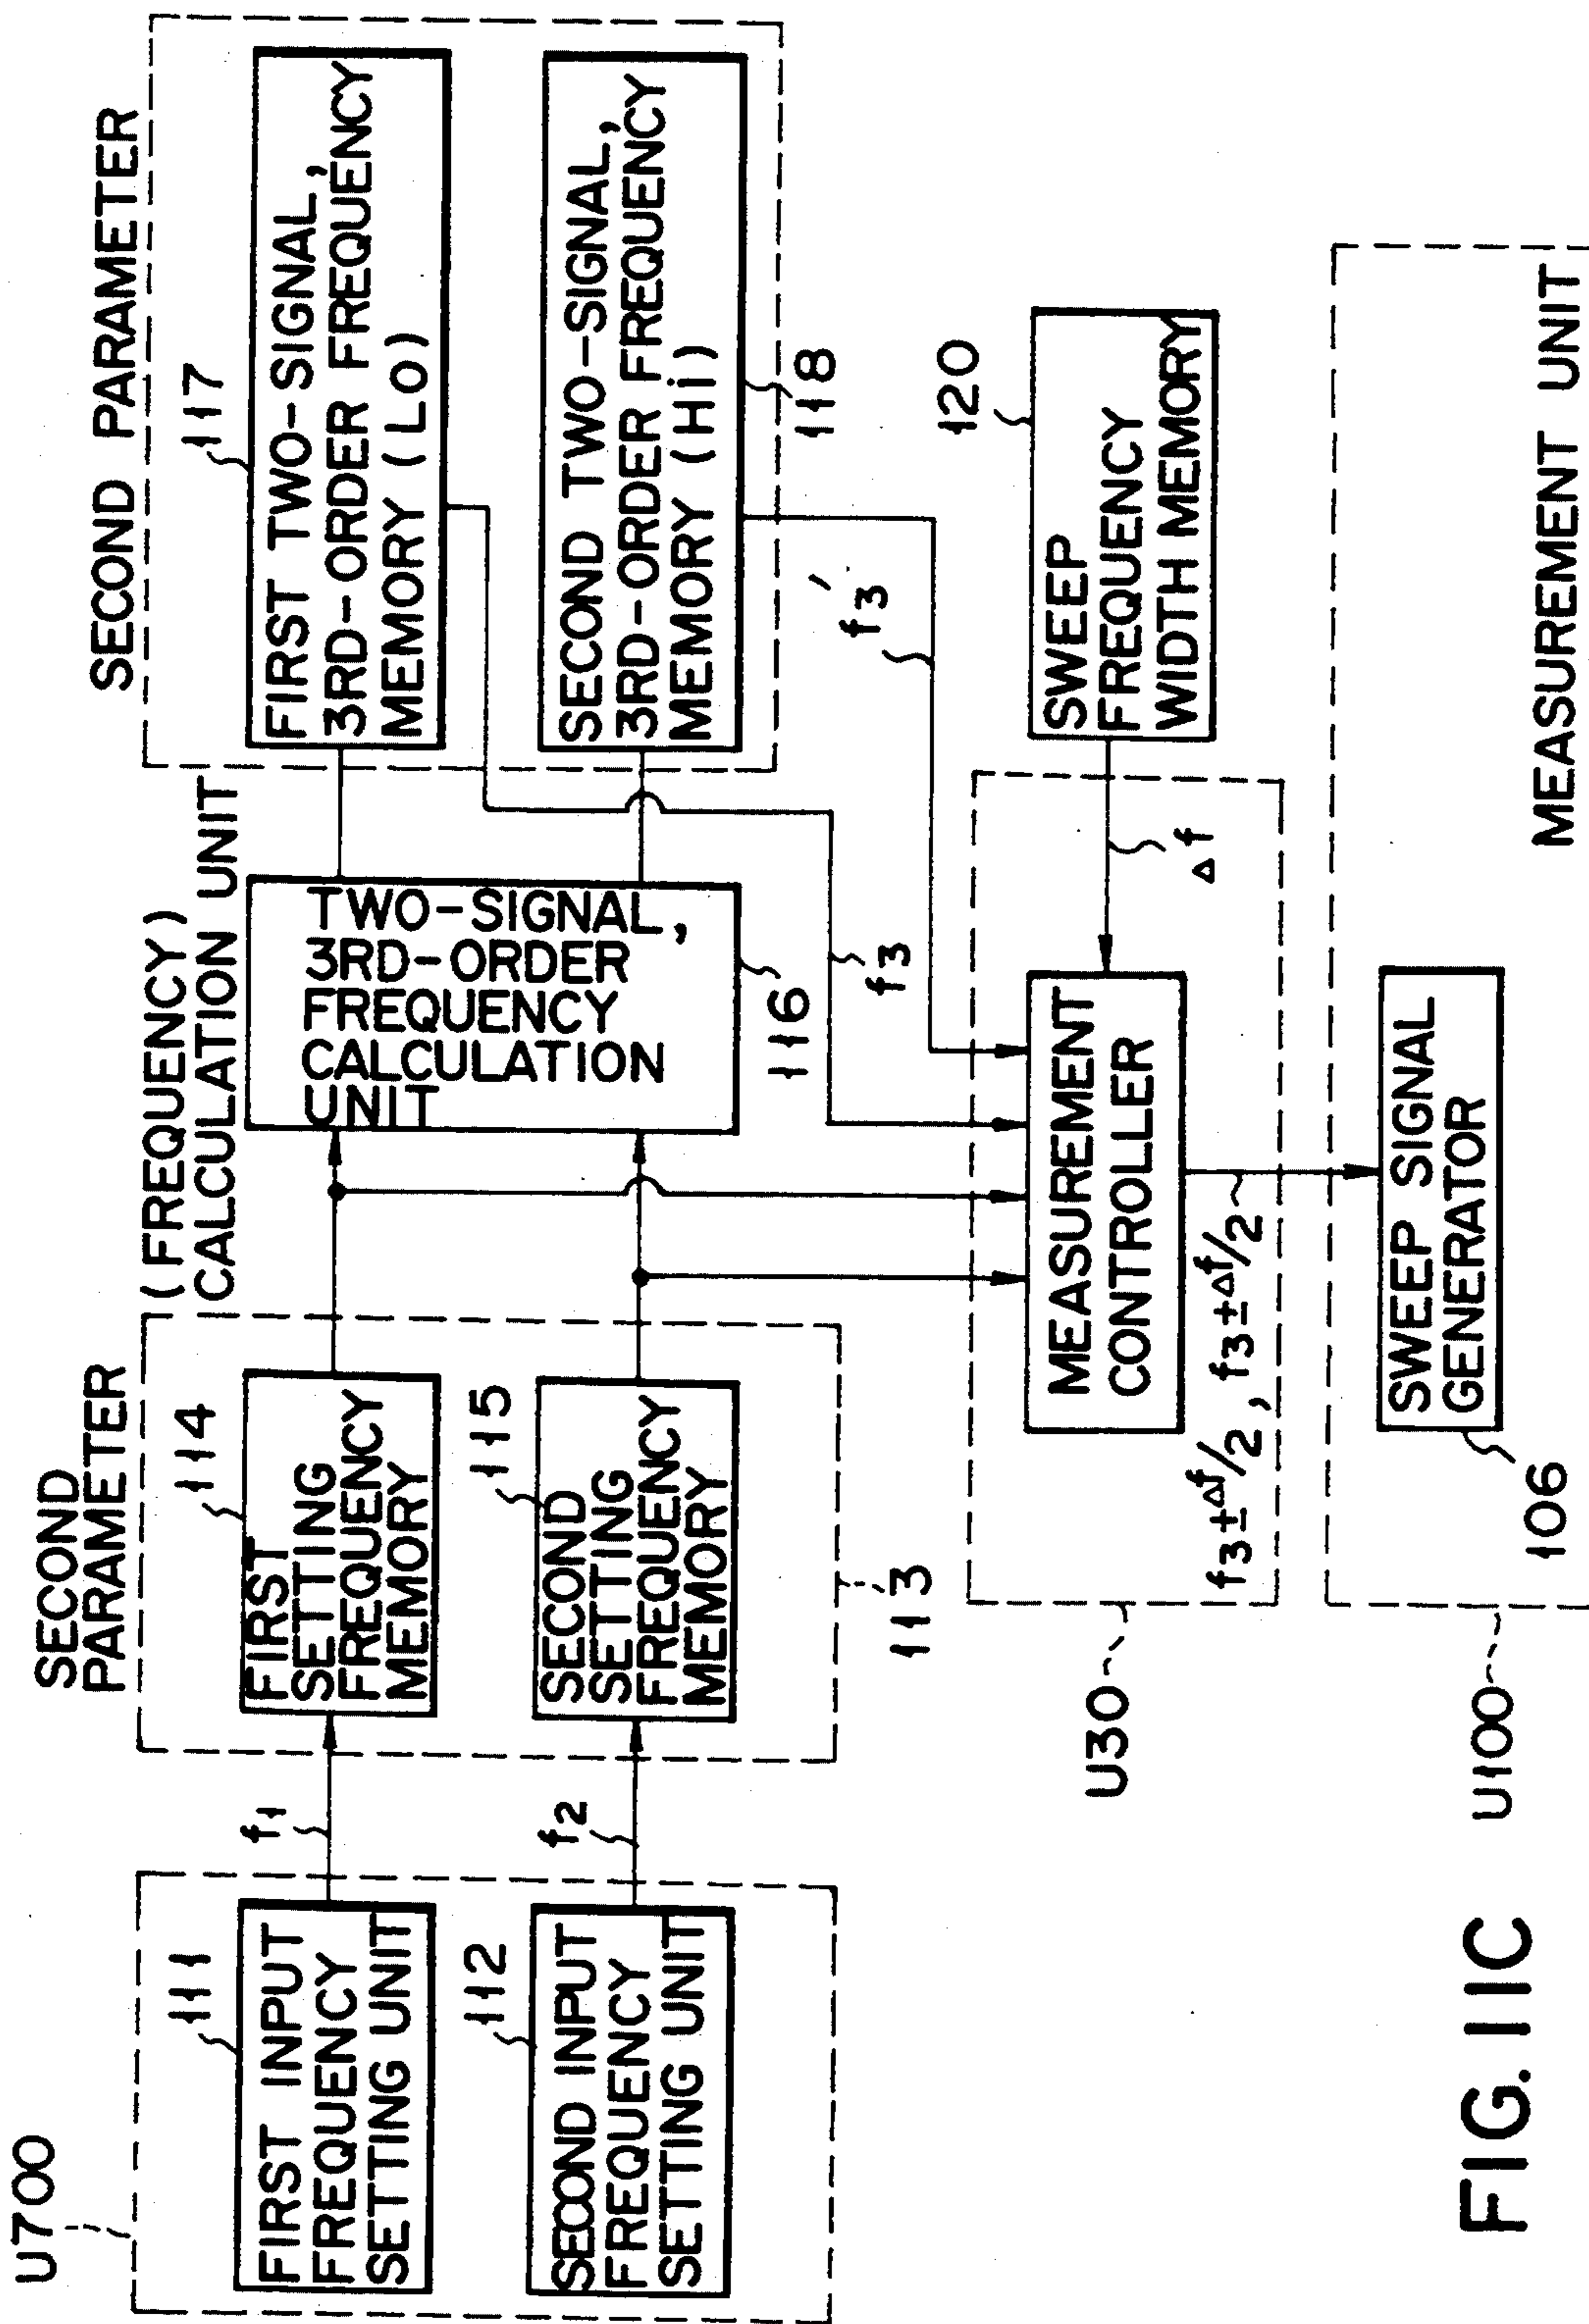 U700
111
FIRST INPUT
FREQUENCY
SETTING UNIT
112
SECOND INPUT
FREQUENCY
SETTING UNIT
f1
f2
SECOND
PARAMETER
114
FIRST
SETTING
FREQUENCY
MEMORY
115
SECOND
SETTING
FREQUENCY
MEMORY
113
(FREQUENCY)
CALCULATION UNIT
TWO-SIGNAL,
3RD-ORDER
FREQUENCY
CALCULATION
UNIT
116
SECOND PARAMETER
117
FIRST TWO-SIGNAL,
3RD-ORDER FREQUENCY
MEMORY (LO)
SECOND TWO-SIGNAL,
3RD-ORDER FREQUENCY
MEMORY (Hi)
118
f3
f3'
120
SWEEP
FREQUENCY
WIDTH MEMORY
Δf
U30
MEASUREMENT
CONTROLLER
f3±Δf/2, f3±Δf/2
U100
SWEEP SIGNAL
GENERATOR
106
MEASUREMENT UNIT
FIG. 11C